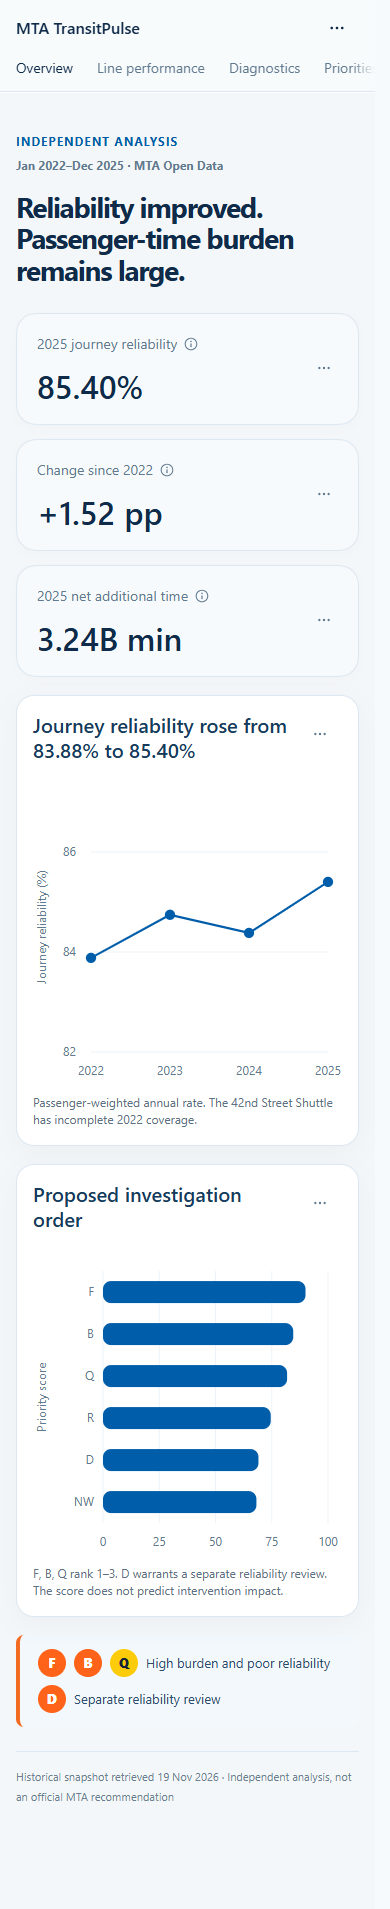 MTA TransitPulse
Overview Line performance Diagnostics Prioritie
INDEPENDENT ANALYSIS
Jan 2022–Dec 2025 · MTA Open Data
Reliability improved.
Passenger-time burden
remains large.
2025 journey reliability
85.40%
Change since 2022
+1.52 pp
2025 net additional time
3.24B min
Journey reliability rose from
83.88% to 85.40%
Journey reliability (%)
86
84
82
2022 2023 2024 2025
Passenger-weighted annual rate. The 42nd Street Shuttle
has incomplete 2022 coverage.
Proposed investigation
order
Priority score
F
B
Q
R
D
NW
0 25 50 75 100
F, B, Q rank 1–3. D warrants a separate reliability review.
The score does not predict intervention impact.
F B Q High burden and poor reliability
D Separate reliability review
Historical snapshot retrieved 19 Nov 2026 · Independent analysis, not
an official MTA recommendation